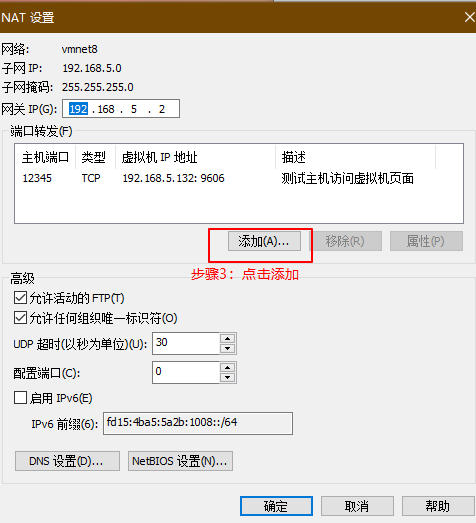 NAT 设置
网络: vmnet8
子网 IP: 192.168.5.0
子网掩码: 255.255.255.0
网关 IP(G): 192 . 168 . 5 . 2
端口转发(F)
主机端口 类型 虚拟机 IP 地址 描述
12345 TCP 192.168.5.132: 9606 测试主机访问虚拟机页面
添加(A)... 移除(R) 属性(P)
步骤3：点击添加
高级
允许活动的 FTP(T)
允许任何组织唯一标识符(O)
UDP 超时(以秒为单位)(U): 30
配置端口(C): 0
启用 IPv6(E)
IPv6 前缀(6): fd15:4ba5:5a2b:1008::/64
DNS 设置(D)... NetBIOS 设置(N)...
确定 取消 帮助